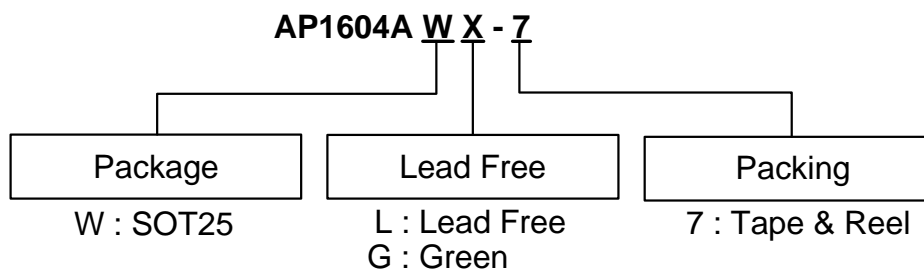 AP1604A W X - 7
Package
Lead Free
Packing
W : SOT25
L : Lead Free
7 : Tape & Reel
G : Green